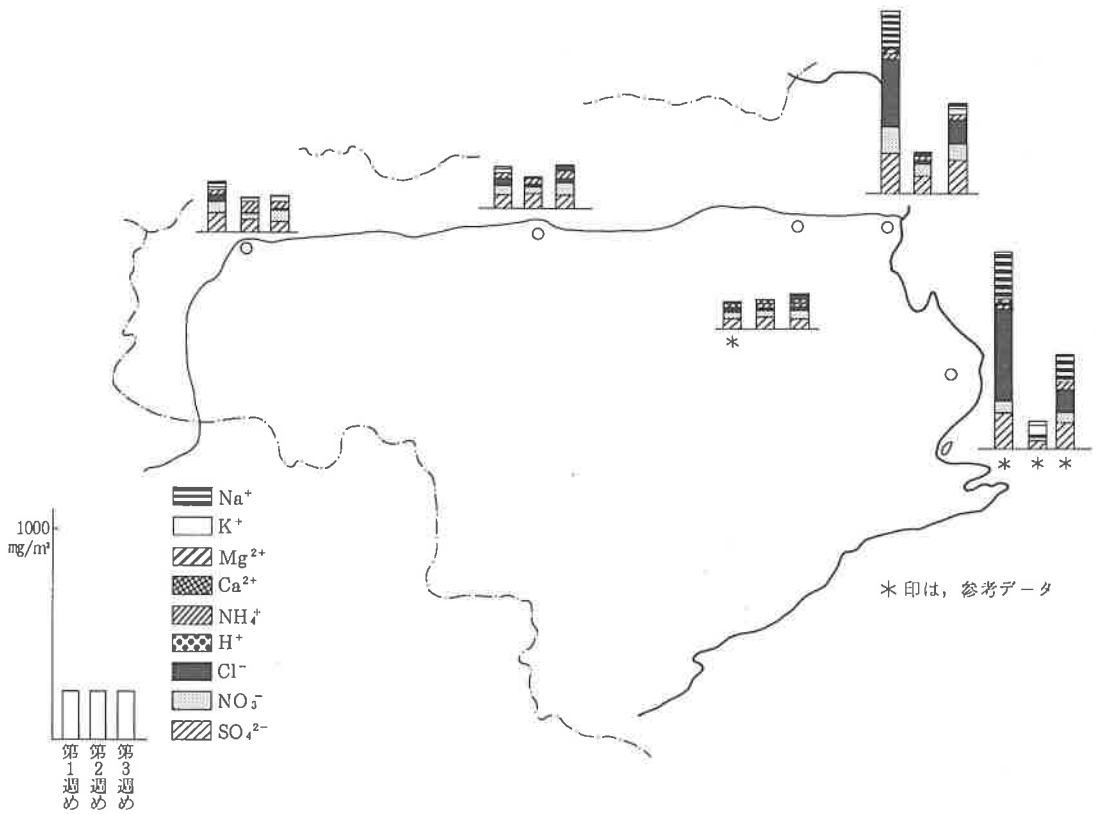 *
* * *
Na⁺
K⁺
Mg²⁺
Ca²⁺
NH₄⁺
H⁺
Cl⁻
NO₃⁻
SO₄²⁻
1000
mg/m²
第1週め
第2週め
第3週め
*印は，参考データ